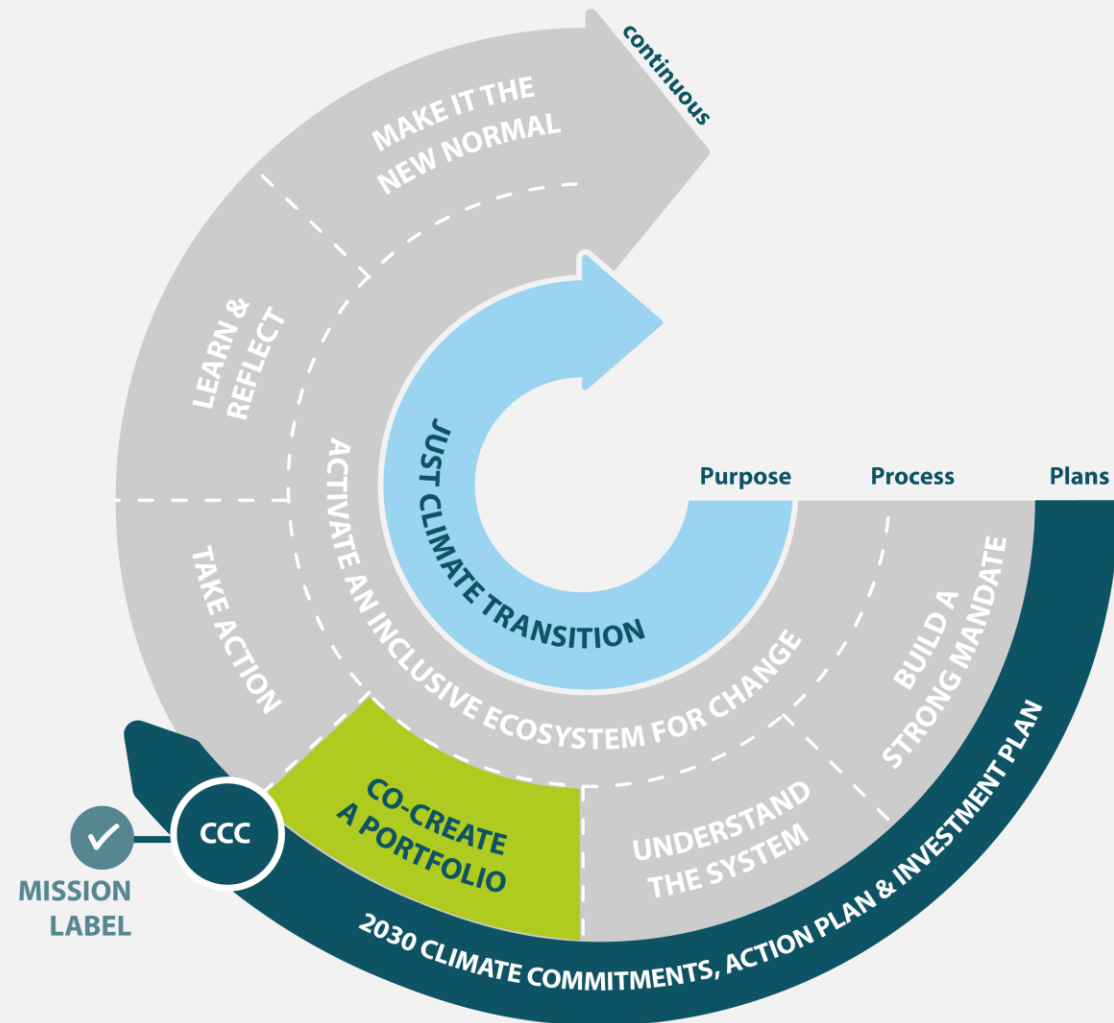 continuous
MAKE IT THE
NEW NORMAL
LEARN &
REFLECT
TAKE ACTION
ACTIVATE AN INCLUSIVE ECOSYSTEM FOR CHANGE
JUST CLIMATE TRANSITION
Purpose
Process
Plans
BUILD A
STRONG MANDATE
UNDERSTAND
THE SYSTEM
CO-CREATE
A PORTFOLIO
CCC
MISSION
LABEL
2030 CLIMATE COMMITMENTS, ACTION PLAN & INVESTMENT PLAN